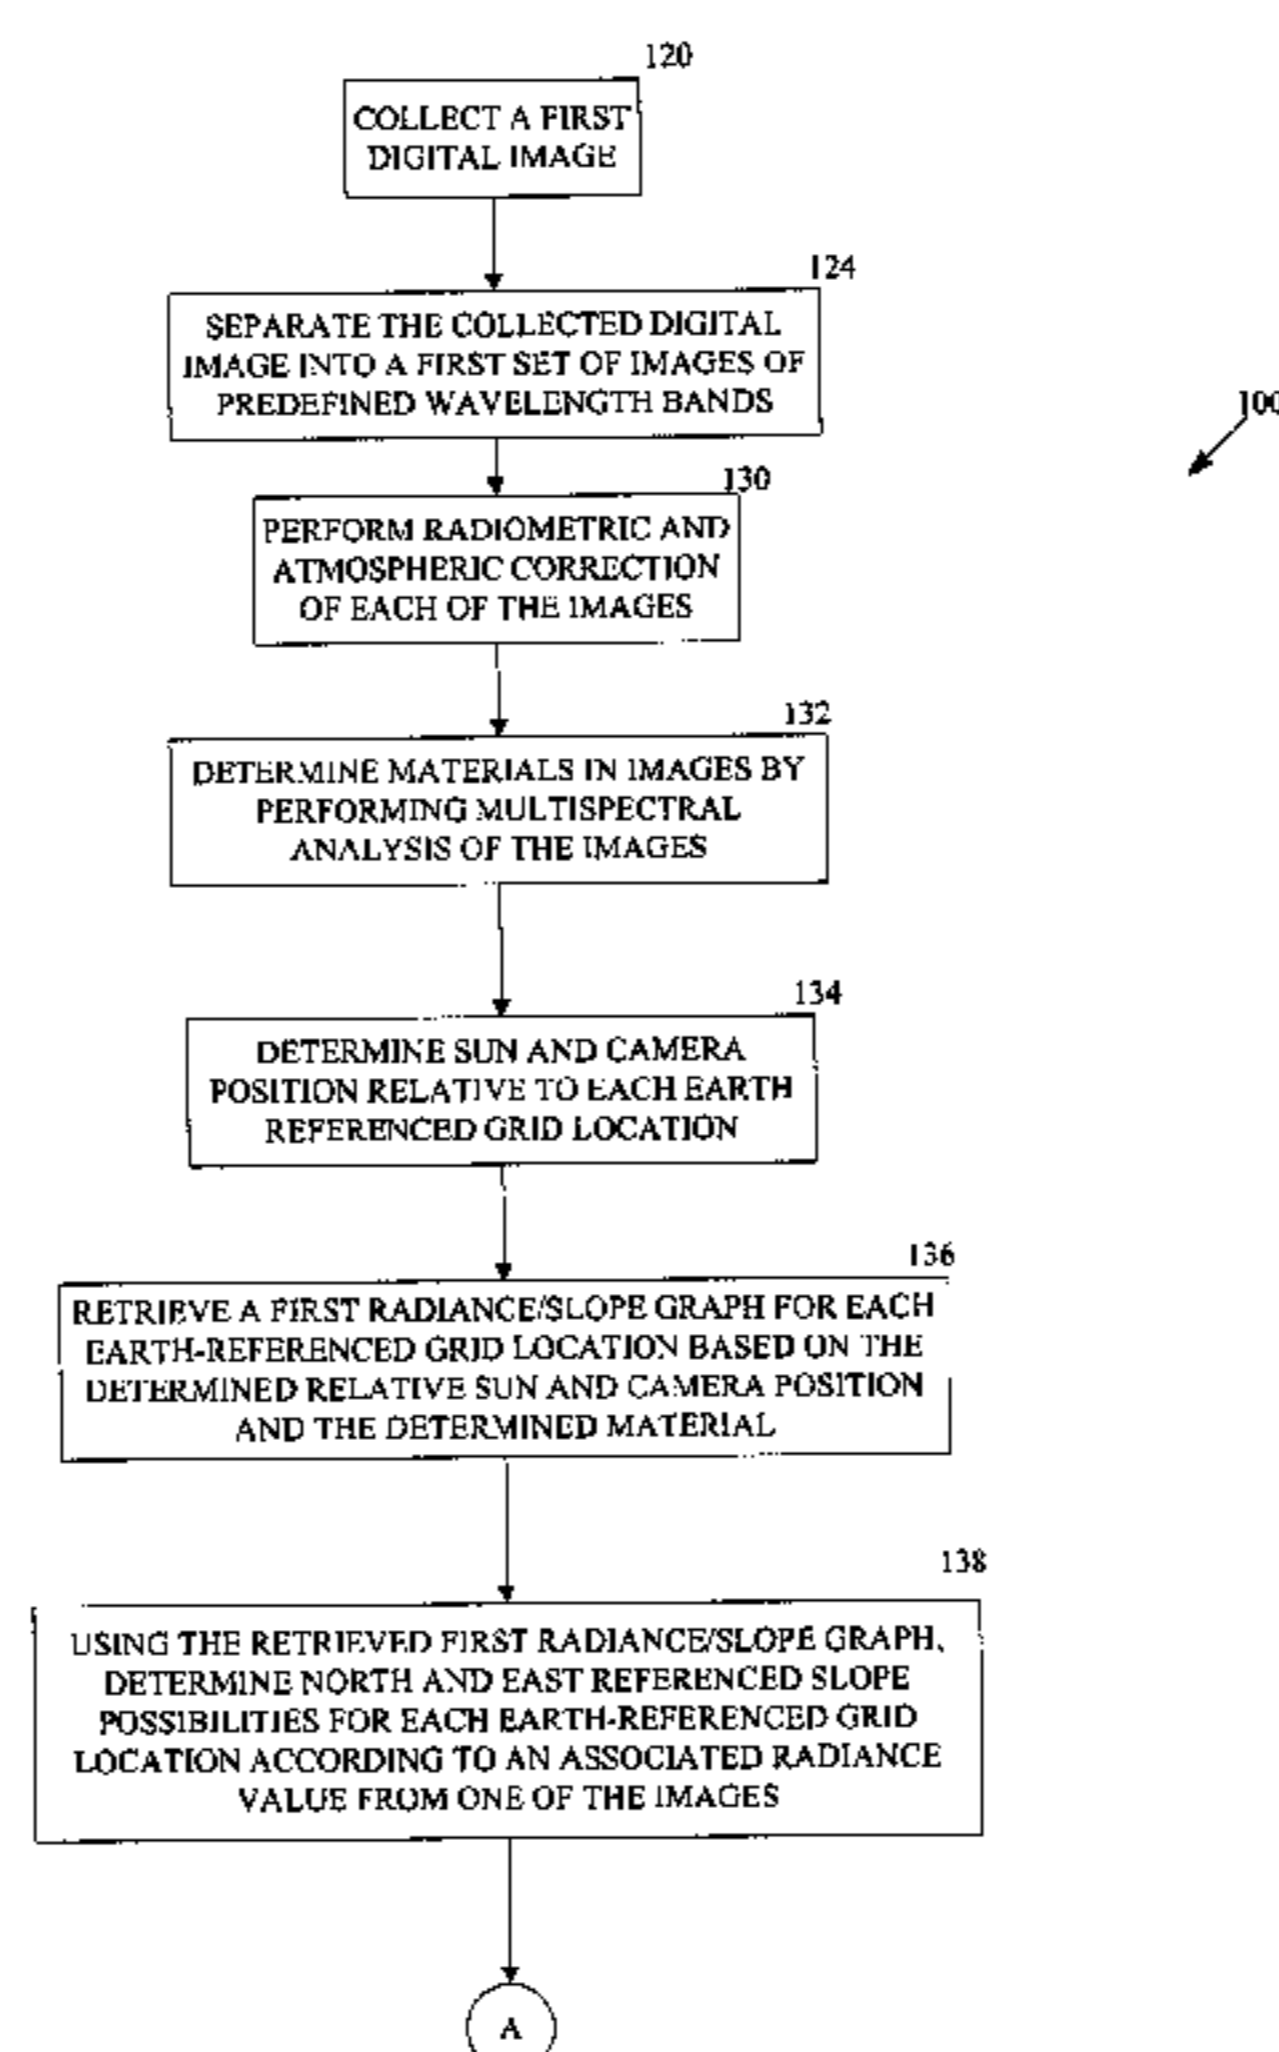 120
COLLECT A FIRST
DIGITAL IMAGE
124
SEPARATE THE COLLECTED DIGITAL
IMAGE INTO A FIRST SET OF IMAGES OF
PREDEFINED WAVELENGTH BANDS
100
130
PERFORM RADIOMETRIC AND
ATMOSPHERIC CORRECTION
OF EACH OF THE IMAGES
132
DETERMINE MATERIALS IN IMAGES BY
PERFORMING MULTISPECTRAL
ANALYSIS OF THE IMAGES
134
DETERMINE SUN AND CAMERA
POSITION RELATIVE TO EACH EARTH
REFERENCED GRID LOCATION
136
RETRIEVE A FIRST RADIANCE/SLOPE GRAPH FOR EACH
EARTH-REFERENCED GRID LOCATION BASED ON THE
DETERMINED RELATIVE SUN AND CAMERA POSITION
AND THE DETERMINED MATERIAL
138
USING THE RETRIEVED FIRST RADIANCE/SLOPE GRAPH,
DETERMINE NORTH AND EAST REFERENCED SLOPE
POSSIBILITIES FOR EACH EARTH-REFERENCED GRID
LOCATION ACCORDING TO AN ASSOCIATED RADIANCE
VALUE FROM ONE OF THE IMAGES
A